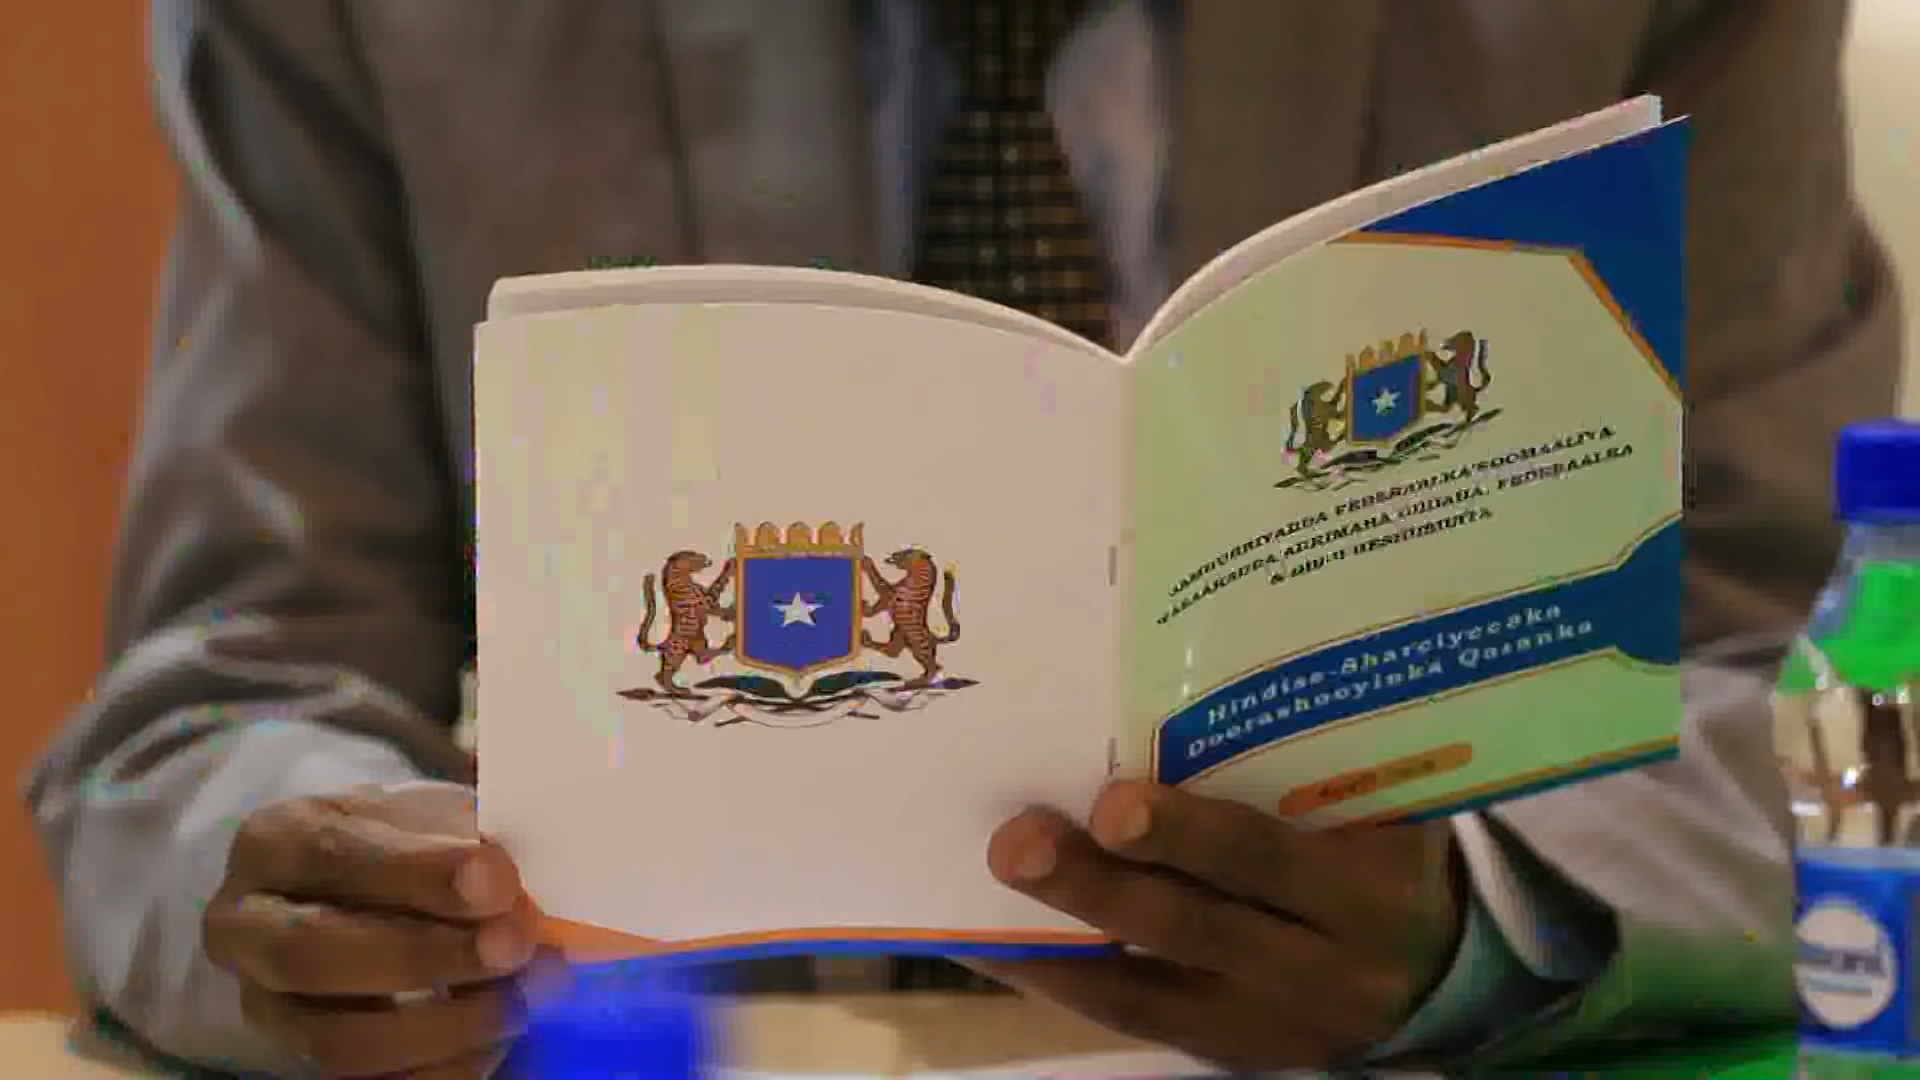 JAMHUURIYADDA FEDERAALKA SOOMAALIYA
WASAARADDA ARRIMAHA GUDAHA, FEDERAALKA
& DIB-U-HESHIISIINTA
Hindise-Sharciyeedka
Doorashooyinka Qaranka